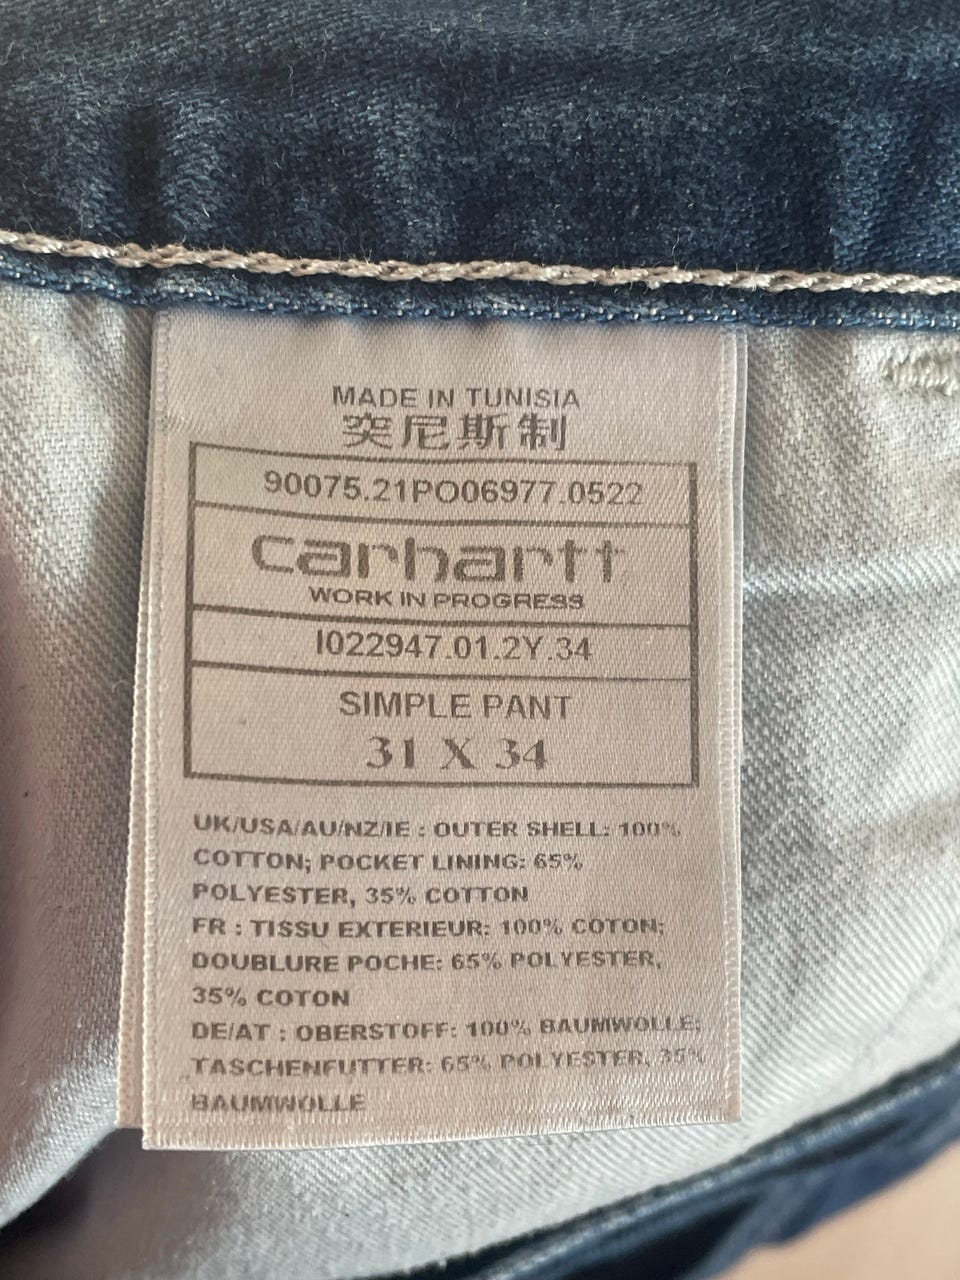 MADE IN TUNISIA
突尼斯制
90075.21PO06977.0522
carhartt
WORK IN PROGRESS
I022947.01.2Y.34
SIMPLE PANT
31 X 34
UK/USA/AU/NZ/IE : OUTER SHELL: 100%
COTTON; POCKET LINING: 65%
POLYESTER, 35% COTTON
FR : TISSU EXTERIEUR: 100% COTON;
DOUBLURE POCHE: 65% POLYESTER,
35% COTON
DE/AT : OBERSTOFF: 100% BAUMWOLLE;
TASCHENFUTTER: 65% POLYESTER, 35%
BAUMWOLLE